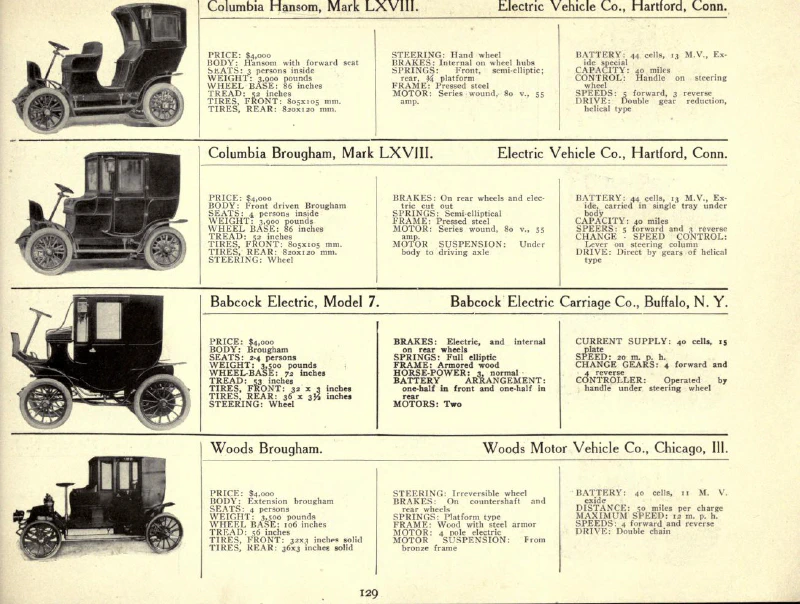 Columbia Hansom, Mark LXVIII. Electric Vehicle Co., Hartford, Conn.
PRICE: $4,000
BODY: Hansom with forward seat
SEATS: 3 persons inside
WEIGHT: 3,900 pounds
WHEEL BASE: 86 inches
TREAD: 52 inches
TIRES, FRONT: 805x105 mm.
TIRES, REAR: 820x120 mm.
STEERING: Hand wheel
BRAKES: Internal on wheel hubs
SPRINGS: Front, semi-elliptic;
rear, ¾ platform
FRAME: Pressed steel
MOTOR: Series wound, 80 v., 55
amp.
BATTERY: 44 cells, 13 M.V., Ex-
ide special
CAPACITY: 40 miles
CONTROL: Handle on steering
wheel
SPEEDS: 5 forward, 3 reverse
DRIVE: Double gear reduction,
helical type
Columbia Brougham, Mark LXVIII. Electric Vehicle Co., Hartford, Conn.
PRICE: $4,000
BODY: Front driven Brougham
SEATS: 4 persons inside
WEIGHT: 3,900 pounds
WHEEL BASE: 86 inches
TREAD: 52 inches
TIRES, FRONT: 805x105 mm.
TIRES, REAR: 820x120 mm.
STEERING: Wheel
BRAKES: On rear wheels and elec-
tric cut out
SPRINGS: Semi-elliptical
FRAME: Pressed steel
MOTOR: Series wound, 80 v., 55
amp.
MOTOR SUSPENSION: Under
body to driving axle
BATTERY: 44 cells, 13 M.V., Ex-
ide, carried in single tray under
body
CAPACITY: 40 miles
SPEERS: 5 forward and 3 reverse
CHANGE - SPEED CONTROL:
Lever on steering column
DRIVE: Direct by gears of helical
type
Babcock Electric, Model 7. Babcock Electric Carriage Co., Buffalo, N. Y.
PRICE: $4,000
BODY: Brougham
SEATS: 2-4 persons
WEIGHT: 3,500 pounds
WHEEL-BASE: 72 inches
TREAD: 53 inches
TIRES, FRONT: 32 x 3 inches
TIRES, REAR: 36 x 3½ inches
STEERING: Wheel
BRAKES: Electric, and internal
on rear wheels
SPRINGS: Full elliptic
FRAME: Armored wood
HORSE-POWER: 3, normal
BATTERY ARRANGEMENT:
one-half in front and one-half in
rear
MOTORS: Two
CURRENT SUPPLY: 40 cells, 15
plate
SPEED: 20 m. p. h.
CHANGE GEARS: 4 forward and
4 reverse
CONTROLLER: Operated by
handle under steering wheel
Woods Brougham. Woods Motor Vehicle Co., Chicago, Ill.
PRICE: $4,000
BODY: Extension brougham
SEATS: 4 persons
WEIGHT: 3,500 pounds
WHEEL BASE: 106 inches
TREAD: 56 inches
TIRES, FRONT: 32x3 inches solid
TIRES, REAR: 36x3 inches solid
STEERING: Irreversible wheel
BRAKES: On countershaft and
rear wheels
SPRINGS: Platform type
FRAME: Wood with steel armor
MOTOR: 4 pole electric
MOTOR SUSPENSION: From
bronze frame
BATTERY: 40 cells, 11 M. V.
exide
DISTANCE: 50 miles per charge
MAXIMUM SPEED: 12 m. p. h.
SPEEDS: 4 forward and reverse
DRIVE: Double chain
129